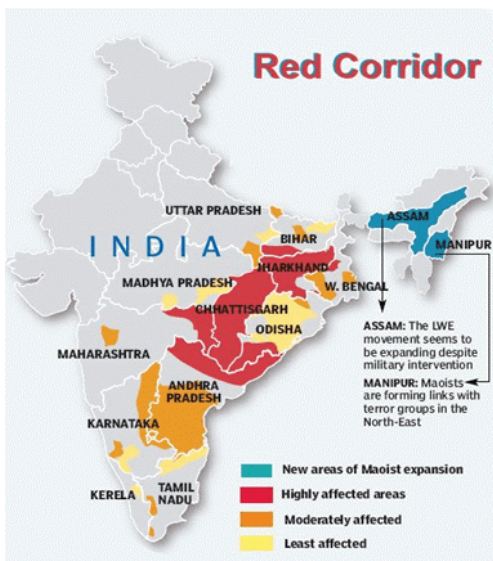 Red Corridor
UTTAR PRADESH
ASSAM
BIHAR
MANIPUR
INDIA
JHARKHAND
MADHYA PRADESH
W. BENGAL
CHHATTISGARH
ODISHA
MAHARASHTRA
ANDHRA
PRADESH
KARNATAKA
KERELA
TAMIL
NADU
ASSAM: The LWE
movement seems to
be expanding despite
military intervention
MANIPUR: Maoists
are forming links with
terror groups in the
North-East
New areas of Maoist expansion
Highly affected areas
Moderately affected
Least affected